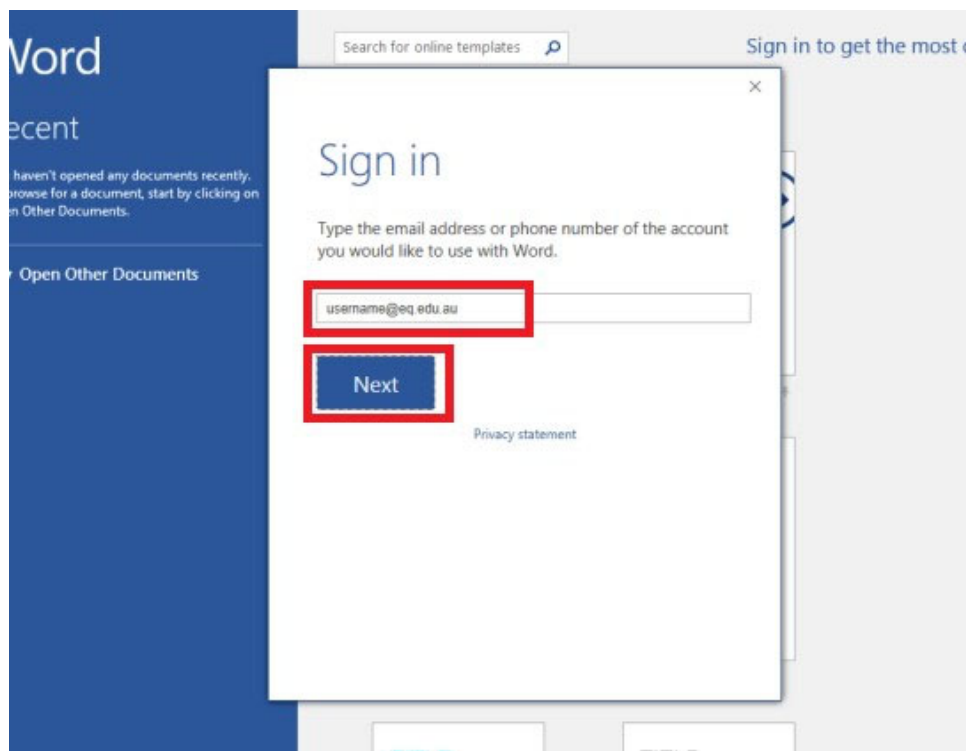 Word
ecent
haven't opened any documents recently.
browse for a document, start by clicking on
en Other Documents.
Open Other Documents
Search for online templates
Sign in to get the most
Sign in
Type the email address or phone number of the account
you would like to use with Word.
username@eq.edu.au
Next
Privacy statement